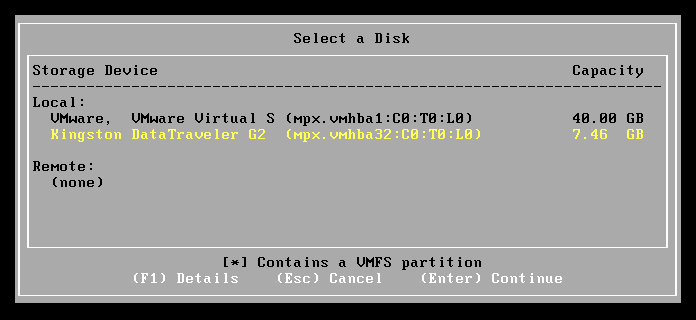 Select a Disk
Storage Device Capacity
Local:
VMware, VMware Virtual S (mpx.vmhba1:C0:T0:L0) 40.00 GB
Kingston DataTraveler G2 (mpx.vmhba32:C0:T0:L0) 7.46 GB
Remote:
(none)
[*] Contains a VMFS partition
(F1) Details (Esc) Cancel (Enter) Continue